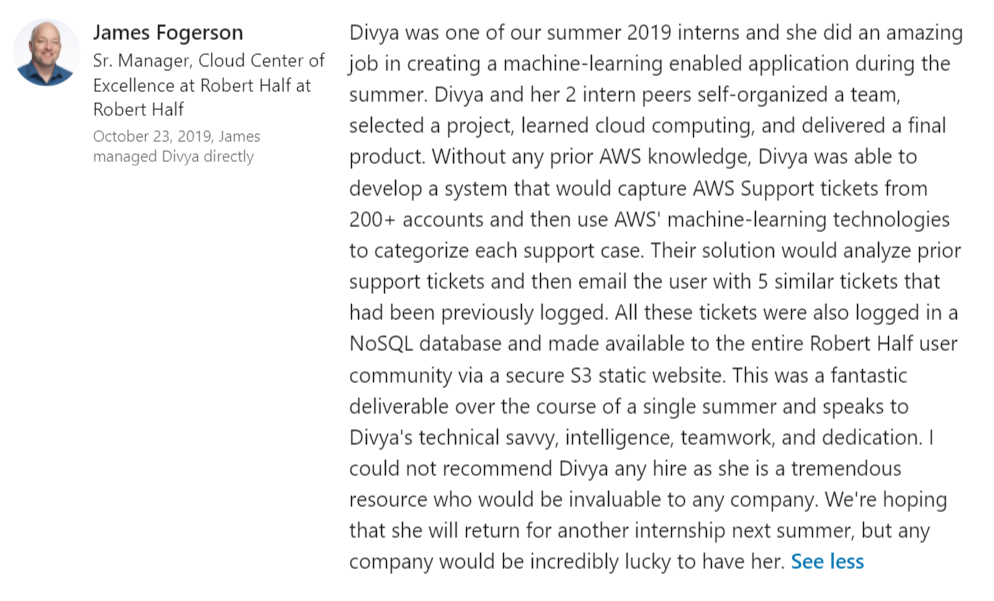 James Fogerson
Sr. Manager, Cloud Center of
Excellence at Robert Half at
Robert Half
October 23, 2019, James
managed Divya directly
Divya was one of our summer 2019 interns and she did an amazing
job in creating a machine-learning enabled application during the
summer. Divya and her 2 intern peers self-organized a team,
selected a project, learned cloud computing, and delivered a final
product. Without any prior AWS knowledge, Divya was able to
develop a system that would capture AWS Support tickets from
200+ accounts and then use AWS' machine-learning technologies
to categorize each support case. Their solution would analyze prior
support tickets and then email the user with 5 similar tickets that
had been previously logged. All these tickets were also logged in a
NoSQL database and made available to the entire Robert Half user
community via a secure S3 static website. This was a fantastic
deliverable over the course of a single summer and speaks to
Divya's technical savvy, intelligence, teamwork, and dedication. I
could not recommend Divya any hire as she is a tremendous
resource who would be invaluable to any company. We're hoping
that she will return for another internship next summer, but any
company would be incredibly lucky to have her. See less